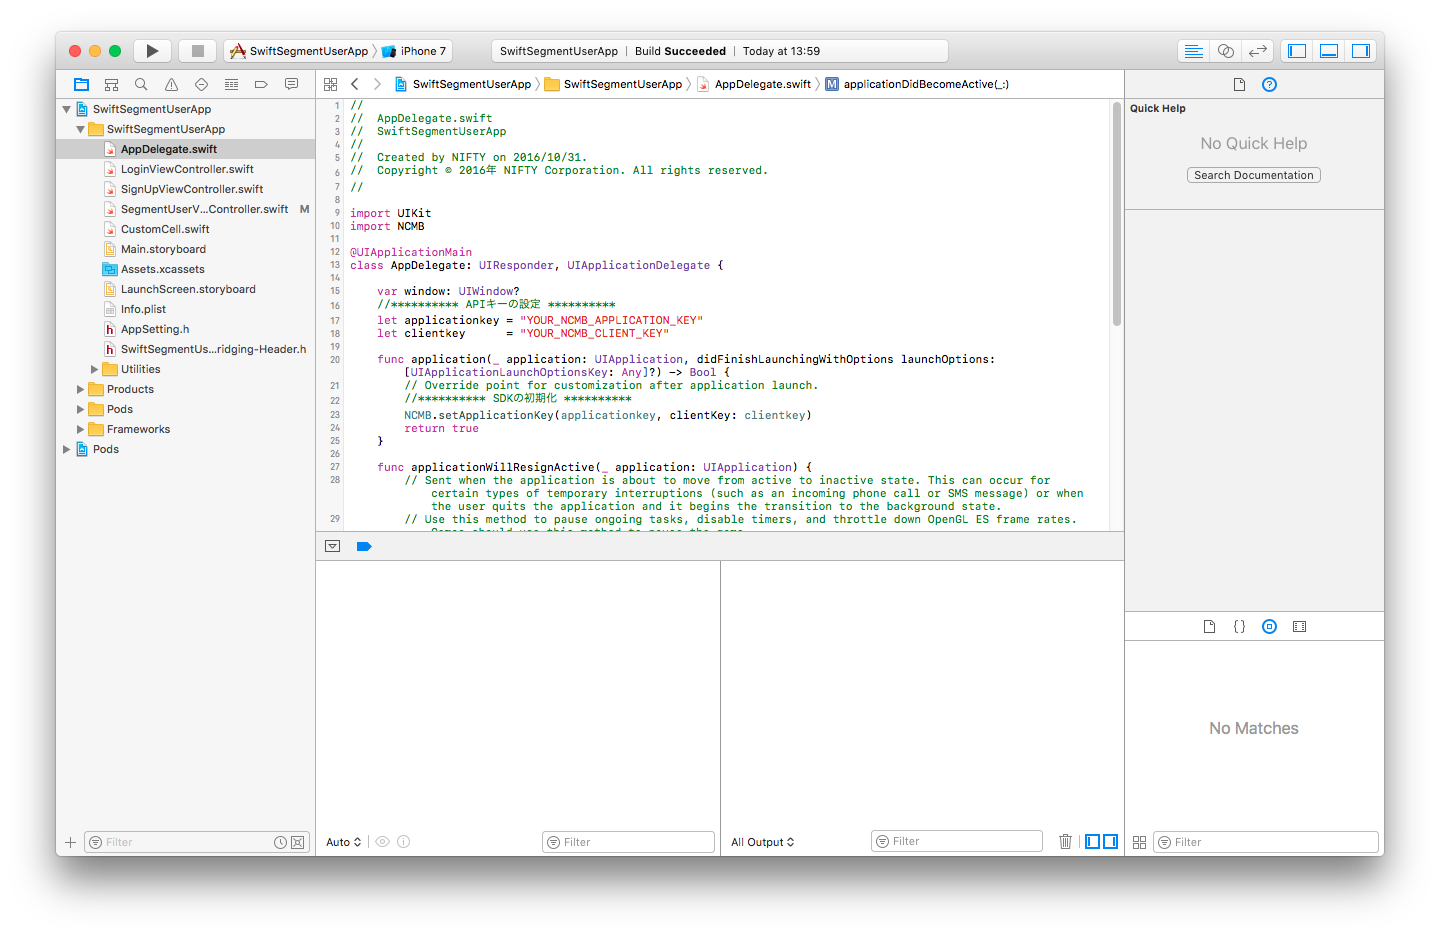 SwiftSegmentUserApp
iPhone 7
SwiftSegmentUserApp | Build Succeeded | Today at 13:59
SwiftSegmentUserApp
SwiftSegmentUserApp
AppDelegate.swift
LoginViewController.swift
SignUpViewController.swift
SegmentUserV...Controller.swift M
CustomCell.swift
Main.storyboard
Assets.xcassets
LaunchScreen.storyboard
Info.plist
AppSetting.h
SwiftSegmentUs...ridging-Header.h
Utilities
Products
Pods
Frameworks
Pods
Filter
SwiftSegmentUserApp SwiftSegmentUserApp AppDelegate.swift M applicationDidBecomeActive(_:)
1 //
2 //  AppDelegate.swift
3 //  SwiftSegmentUserApp
4 //
5 //  Created by NIFTY on 2016/10/31.
6 //  Copyright © 2016年 NIFTY Corporation. All rights reserved.
7 //
8
9 import UIKit
10 import NCMB
11
12 @UIApplicationMain
13 class AppDelegate: UIResponder, UIApplicationDelegate {
14
15     var window: UIWindow?
16     //********** APIキーの設定 **********
17     let applicationkey = "YOUR_NCMB_APPLICATION_KEY"
18     let clientkey      = "YOUR_NCMB_CLIENT_KEY"
19
20     func application(_ application: UIApplication, didFinishLaunchingWithOptions launchOptions:
[UIApplicationLaunchOptionsKey: Any]?) -> Bool {
21         // Override point for customization after application launch.
22         //********** SDKの初期化 **********
23         NCMB.setApplicationKey(applicationkey, clientKey: clientkey)
24         return true
25     }
26
27     func applicationWillResignActive(_ application: UIApplication) {
28         // Sent when the application is about to move from active to inactive state. This can occur for
certain types of temporary interruptions (such as an incoming phone call or SMS message) or when
the user quits the application and it begins the transition to the background state.
29         // Use this method to pause ongoing tasks, disable timers, and throttle down OpenGL ES frame rates.
Games should use this method to pause the game.
Auto
Filter
All Output
Filter
Quick Help
No Quick Help
Search Documentation
{}
No Matches
Filter